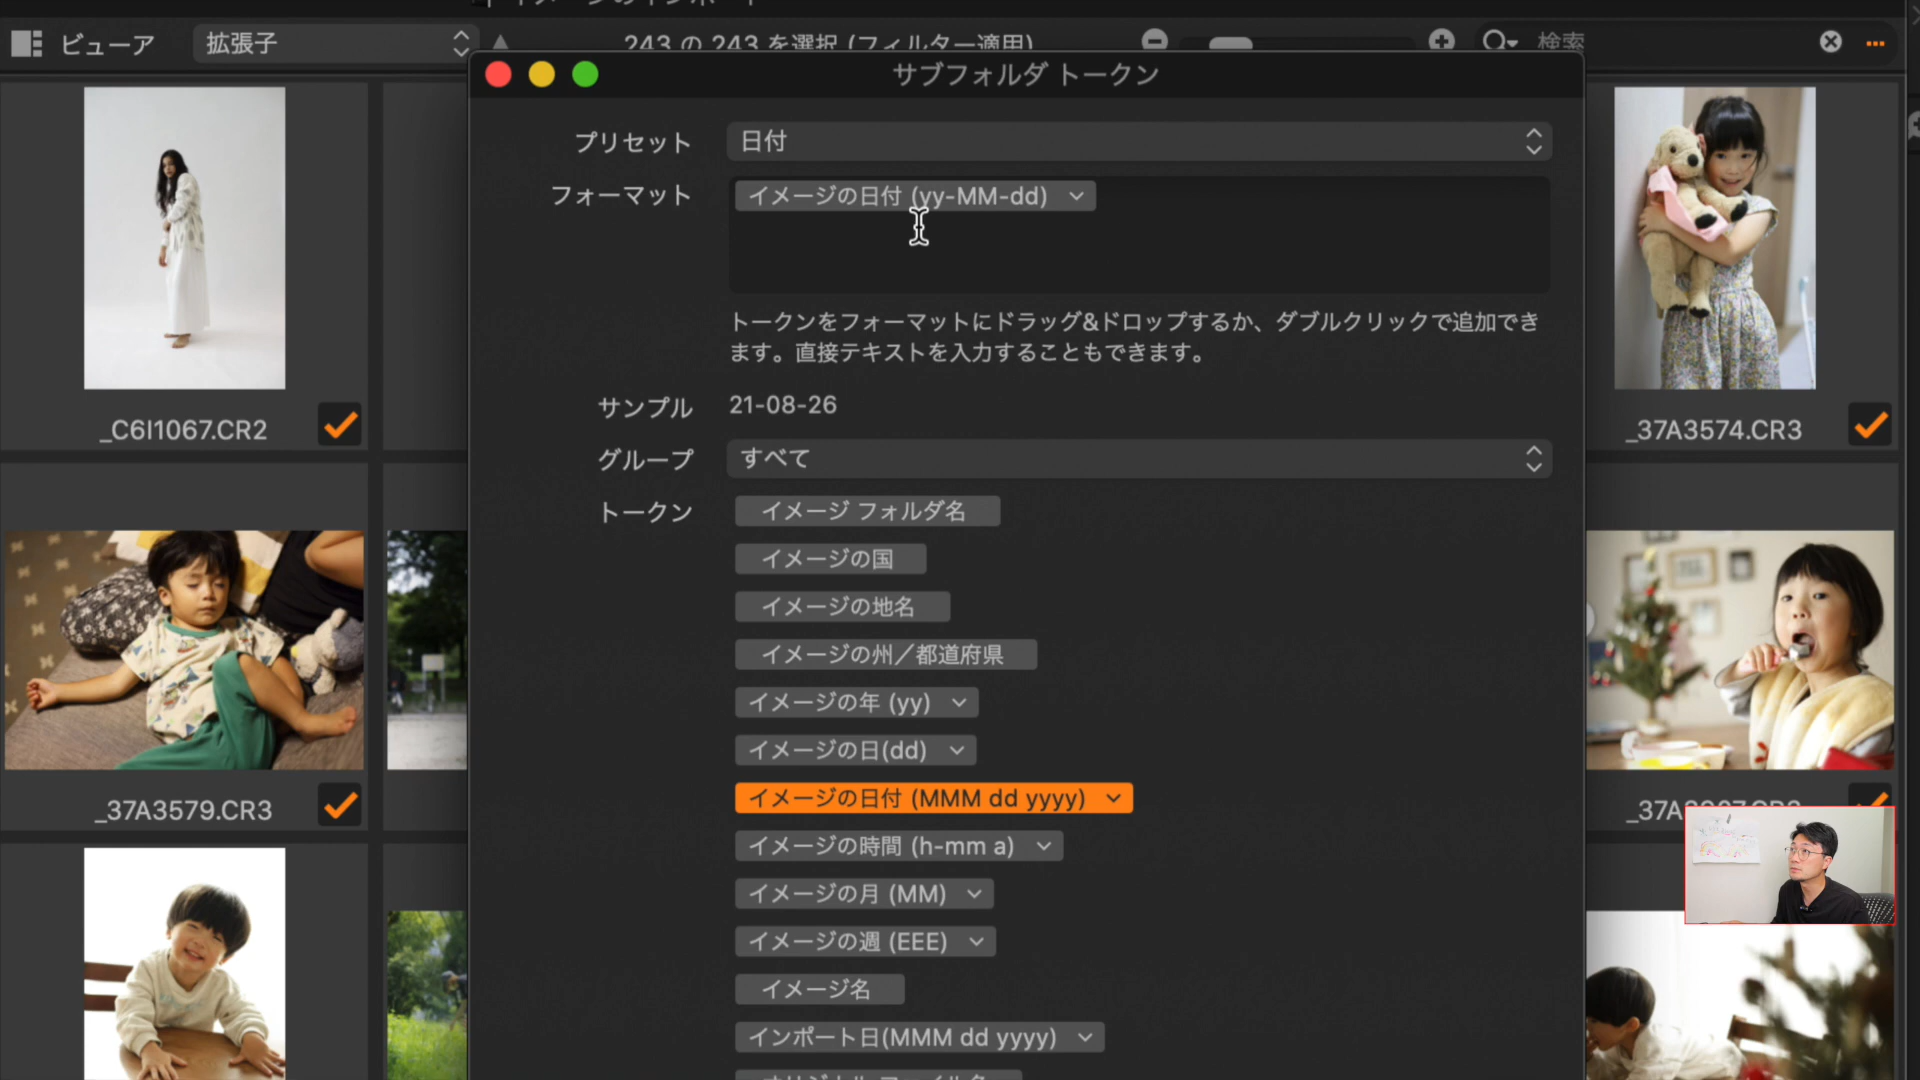 イメージのインポート
ビューア
拡張子
243 の 243 を選択 (フィルター適用)
検索
サブフォルダ トークン
プリセット
日付
フォーマット
イメージの日付 (yy-MM-dd)
トークンをフォーマットにドラッグ&ドロップするか、ダブルクリックで追加でき
ます。直接テキストを入力することもできます。
サンプル
21-08-26
グループ
すべて
トークン
イメージ フォルダ名
イメージの国
イメージの地名
イメージの州／都道府県
イメージの年 (yy)
イメージの日(dd)
イメージの日付 (MMM dd yyyy)
イメージの時間 (h-mm a)
イメージの月 (MM)
イメージの週 (EEE)
イメージ名
インポート日(MMM dd yyyy)
_C6I1067.CR2
_37A3574.CR3
_37A3579.CR3